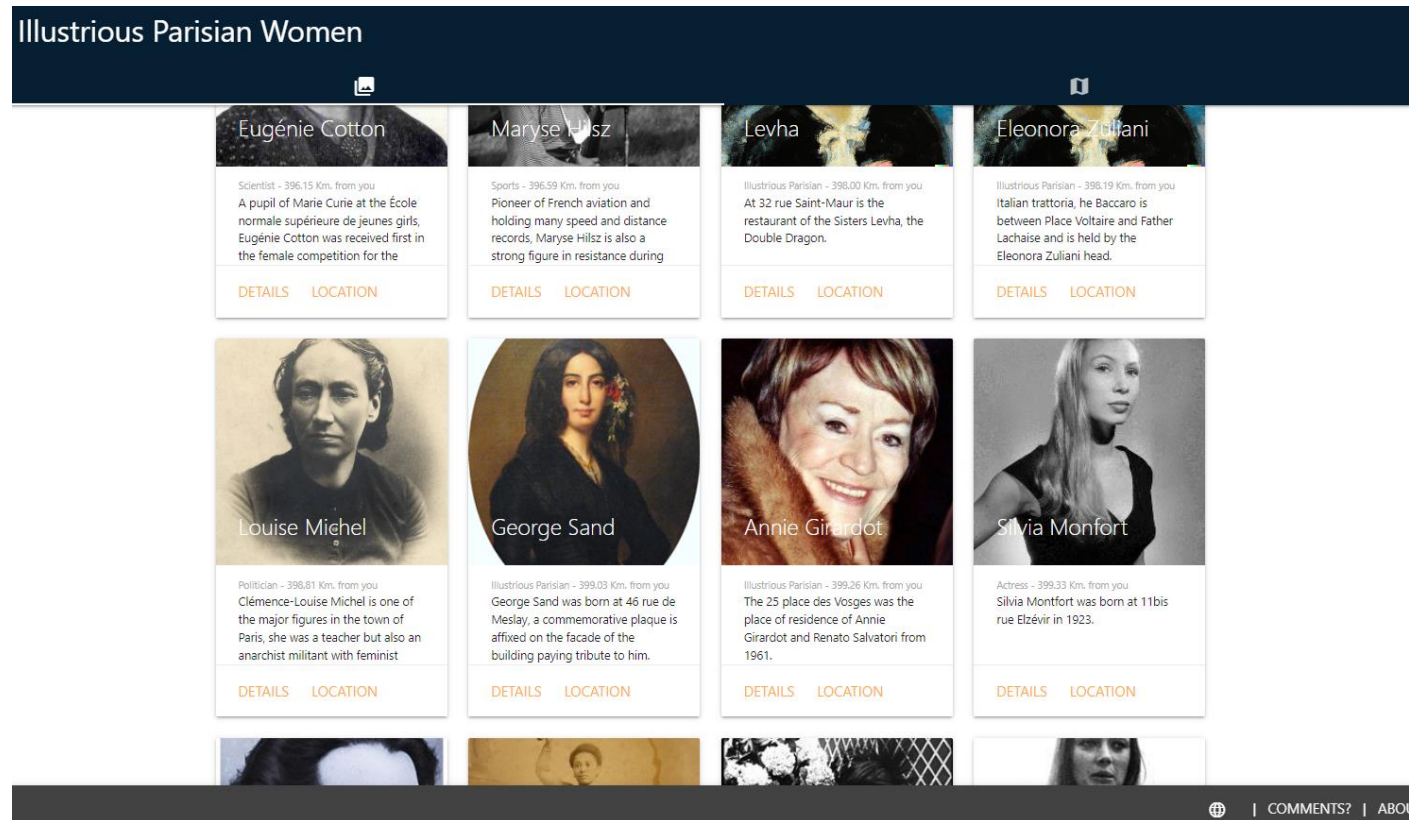 Illustrious Parisian Women
Eugénie Cotton
Scientist - 396.15 Km. from you
A pupil of Marie Curie at the École
normale supérieure de jeunes girls,
Eugénie Cotton was received first in
the female competition for the
DETAILS LOCATION
Maryse Hilsz
Sports - 396.59 Km. from you
Pioneer of French aviation and
holding many speed and distance
records, Maryse Hilsz is also a
strong figure in resistance during
DETAILS LOCATION
Levha
Illustrious Parisian - 398.00 Km. from you
At 32 rue Saint-Maur is the
restaurant of the Sisters Levha, the
Double Dragon.
DETAILS LOCATION
Eleonora Zuliani
Illustrious Parisian - 398.19 Km. from you
Italian trattoria, he Baccaro is
between Place Voltaire and Father
Lachaise and is held by the
Eleonora Zuliani head.
DETAILS LOCATION
Louise Michel
Politician - 398.81 Km. from you
Clémence-Louise Michel is one of
the major figures in the town of
Paris, she was a teacher but also an
anarchist militant with feminist
DETAILS LOCATION
George Sand
Illustrious Parisian - 399.03 Km. from you
George Sand was born at 46 rue de
Meslay, a commemorative plaque is
affixed on the facade of the
building paying tribute to him.
DETAILS LOCATION
Annie Girardot
Illustrious Parisian - 399.26 Km. from you
The 25 place des Vosges was the
place of residence of Annie
Girardot and Renato Salvatori from
1961.
DETAILS LOCATION
Silvia Monfort
Actress - 399.33 Km. from you
Silvia Montfort was born at 11bis
rue Elzévir in 1923.
DETAILS LOCATION
| COMMENTS? | ABOU